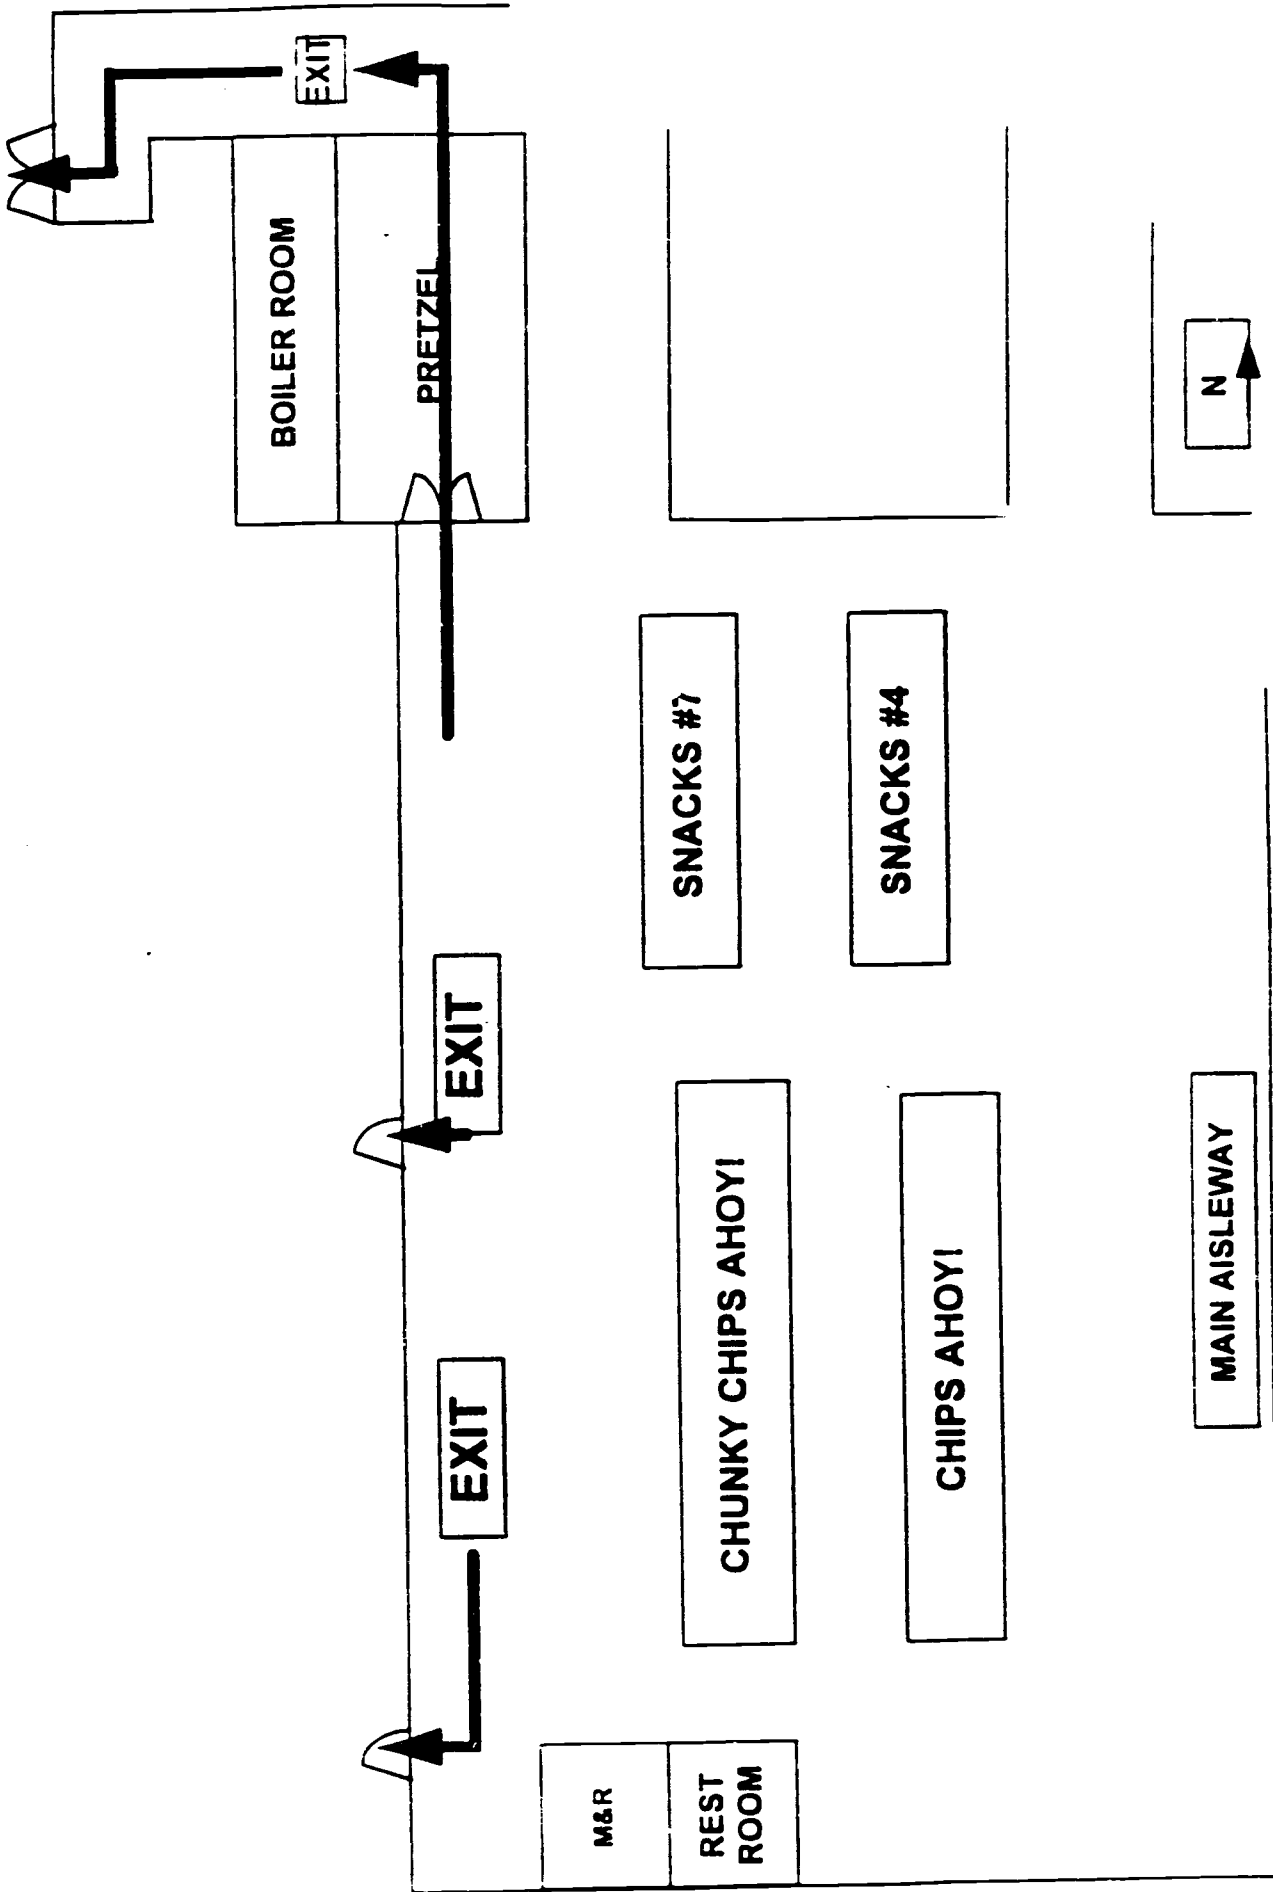 EXIT
BOILER ROOM
PRETZEL
N
SNACKS #7
SNACKS #4
EXIT
EXIT
CHUNKY CHIPS AHOY!
CHIPS AHOY!
MAIN AISLEWAY
M&R
REST
ROOM